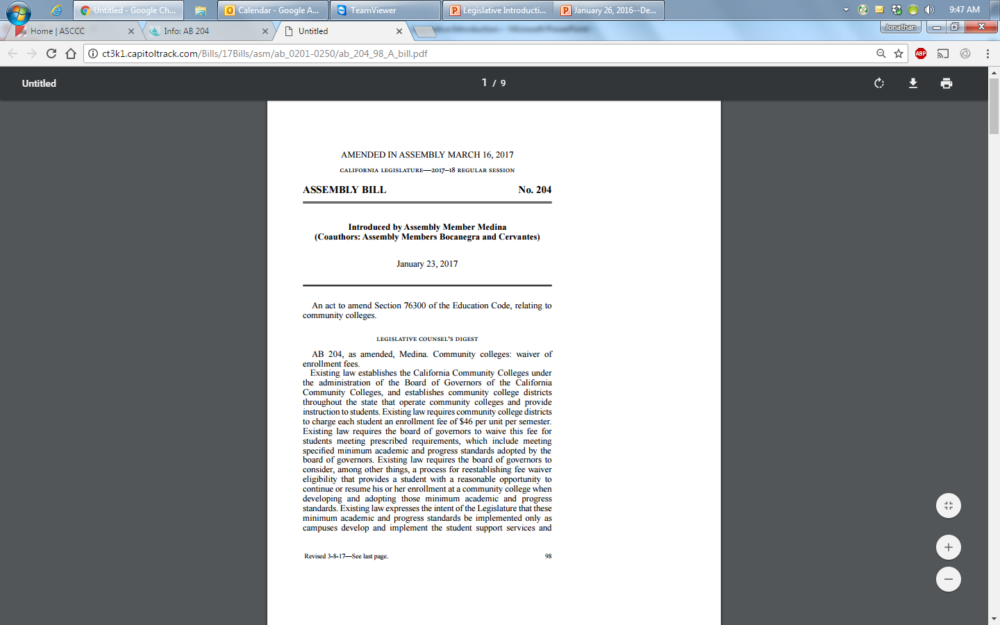 Untitled - Google Ch...
Calendar - Google A...
TeamViewer
Legislative Introducti...
January 26, 2016--De...
9:47 AM
Home | ASCCC
Info: AB 204
Untitled
Jonathan
ct3k1.capitoltrack.com/Bills/17Bills/asm/ab_0201-0250/ab_204_98_A_bill.pdf
ABP
Untitled
1 / 9
AMENDED IN ASSEMBLY MARCH 16, 2017
CALIFORNIA LEGISLATURE—2017–18 REGULAR SESSION
ASSEMBLY BILL No. 204
Introduced by Assembly Member Medina
(Coauthors: Assembly Members Bocanegra and Cervantes)
January 23, 2017
An act to amend Section 76300 of the Education Code, relating to
community colleges.
LEGISLATIVE COUNSEL'S DIGEST
AB 204, as amended, Medina. Community colleges: waiver of
enrollment fees.
Existing law establishes the California Community Colleges under
the administration of the Board of Governors of the California
Community Colleges, and establishes community college districts
throughout the state that operate community colleges and provide
instruction to students. Existing law requires community college districts
to charge each student an enrollment fee of $46 per unit per semester.
Existing law requires the board of governors to waive this fee for
students meeting prescribed requirements, which include meeting
specified minimum academic and progress standards adopted by the
board of governors. Existing law requires the board of governors to
consider, among other things, a process for reestablishing fee waiver
eligibility that provides a student with a reasonable opportunity to
continue or resume his or her enrollment at a community college when
developing and adopting those minimum academic and progress
standards. Existing law expresses the intent of the Legislature that these
minimum academic and progress standards be implemented only as
campuses develop and implement the student support services and
Revised 3-8-17—See last page. 98